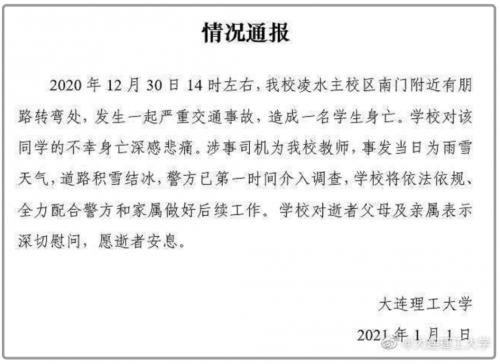 情况通报
2020 年 12 月 30 日 14 时左右，我校凌水主校区南门附近有朋
路转弯处，发生一起严重交通事故，造成一名学生身亡。学校对该
同学的不幸身亡深感悲痛。涉事司机为我校教师，事发当日为雨雪
天气，道路积雪结冰，警方已第一时间介入调查，学校将依法依规、
全力配合警方和家属做好后续工作。学校对逝者父母及亲属表示
深切慰问，愿逝者安息。
大连理工大学
2021 年 1 月 1 日
@大连理工大学